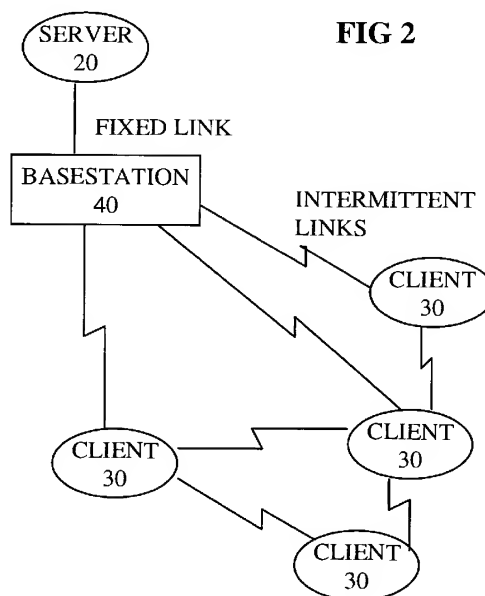 FIG 2
SERVER
20
FIXED LINK
BASESTATION
40
INTERMITTENT
LINKS
CLIENT
30
CLIENT
30
CLIENT
30
CLIENT
30